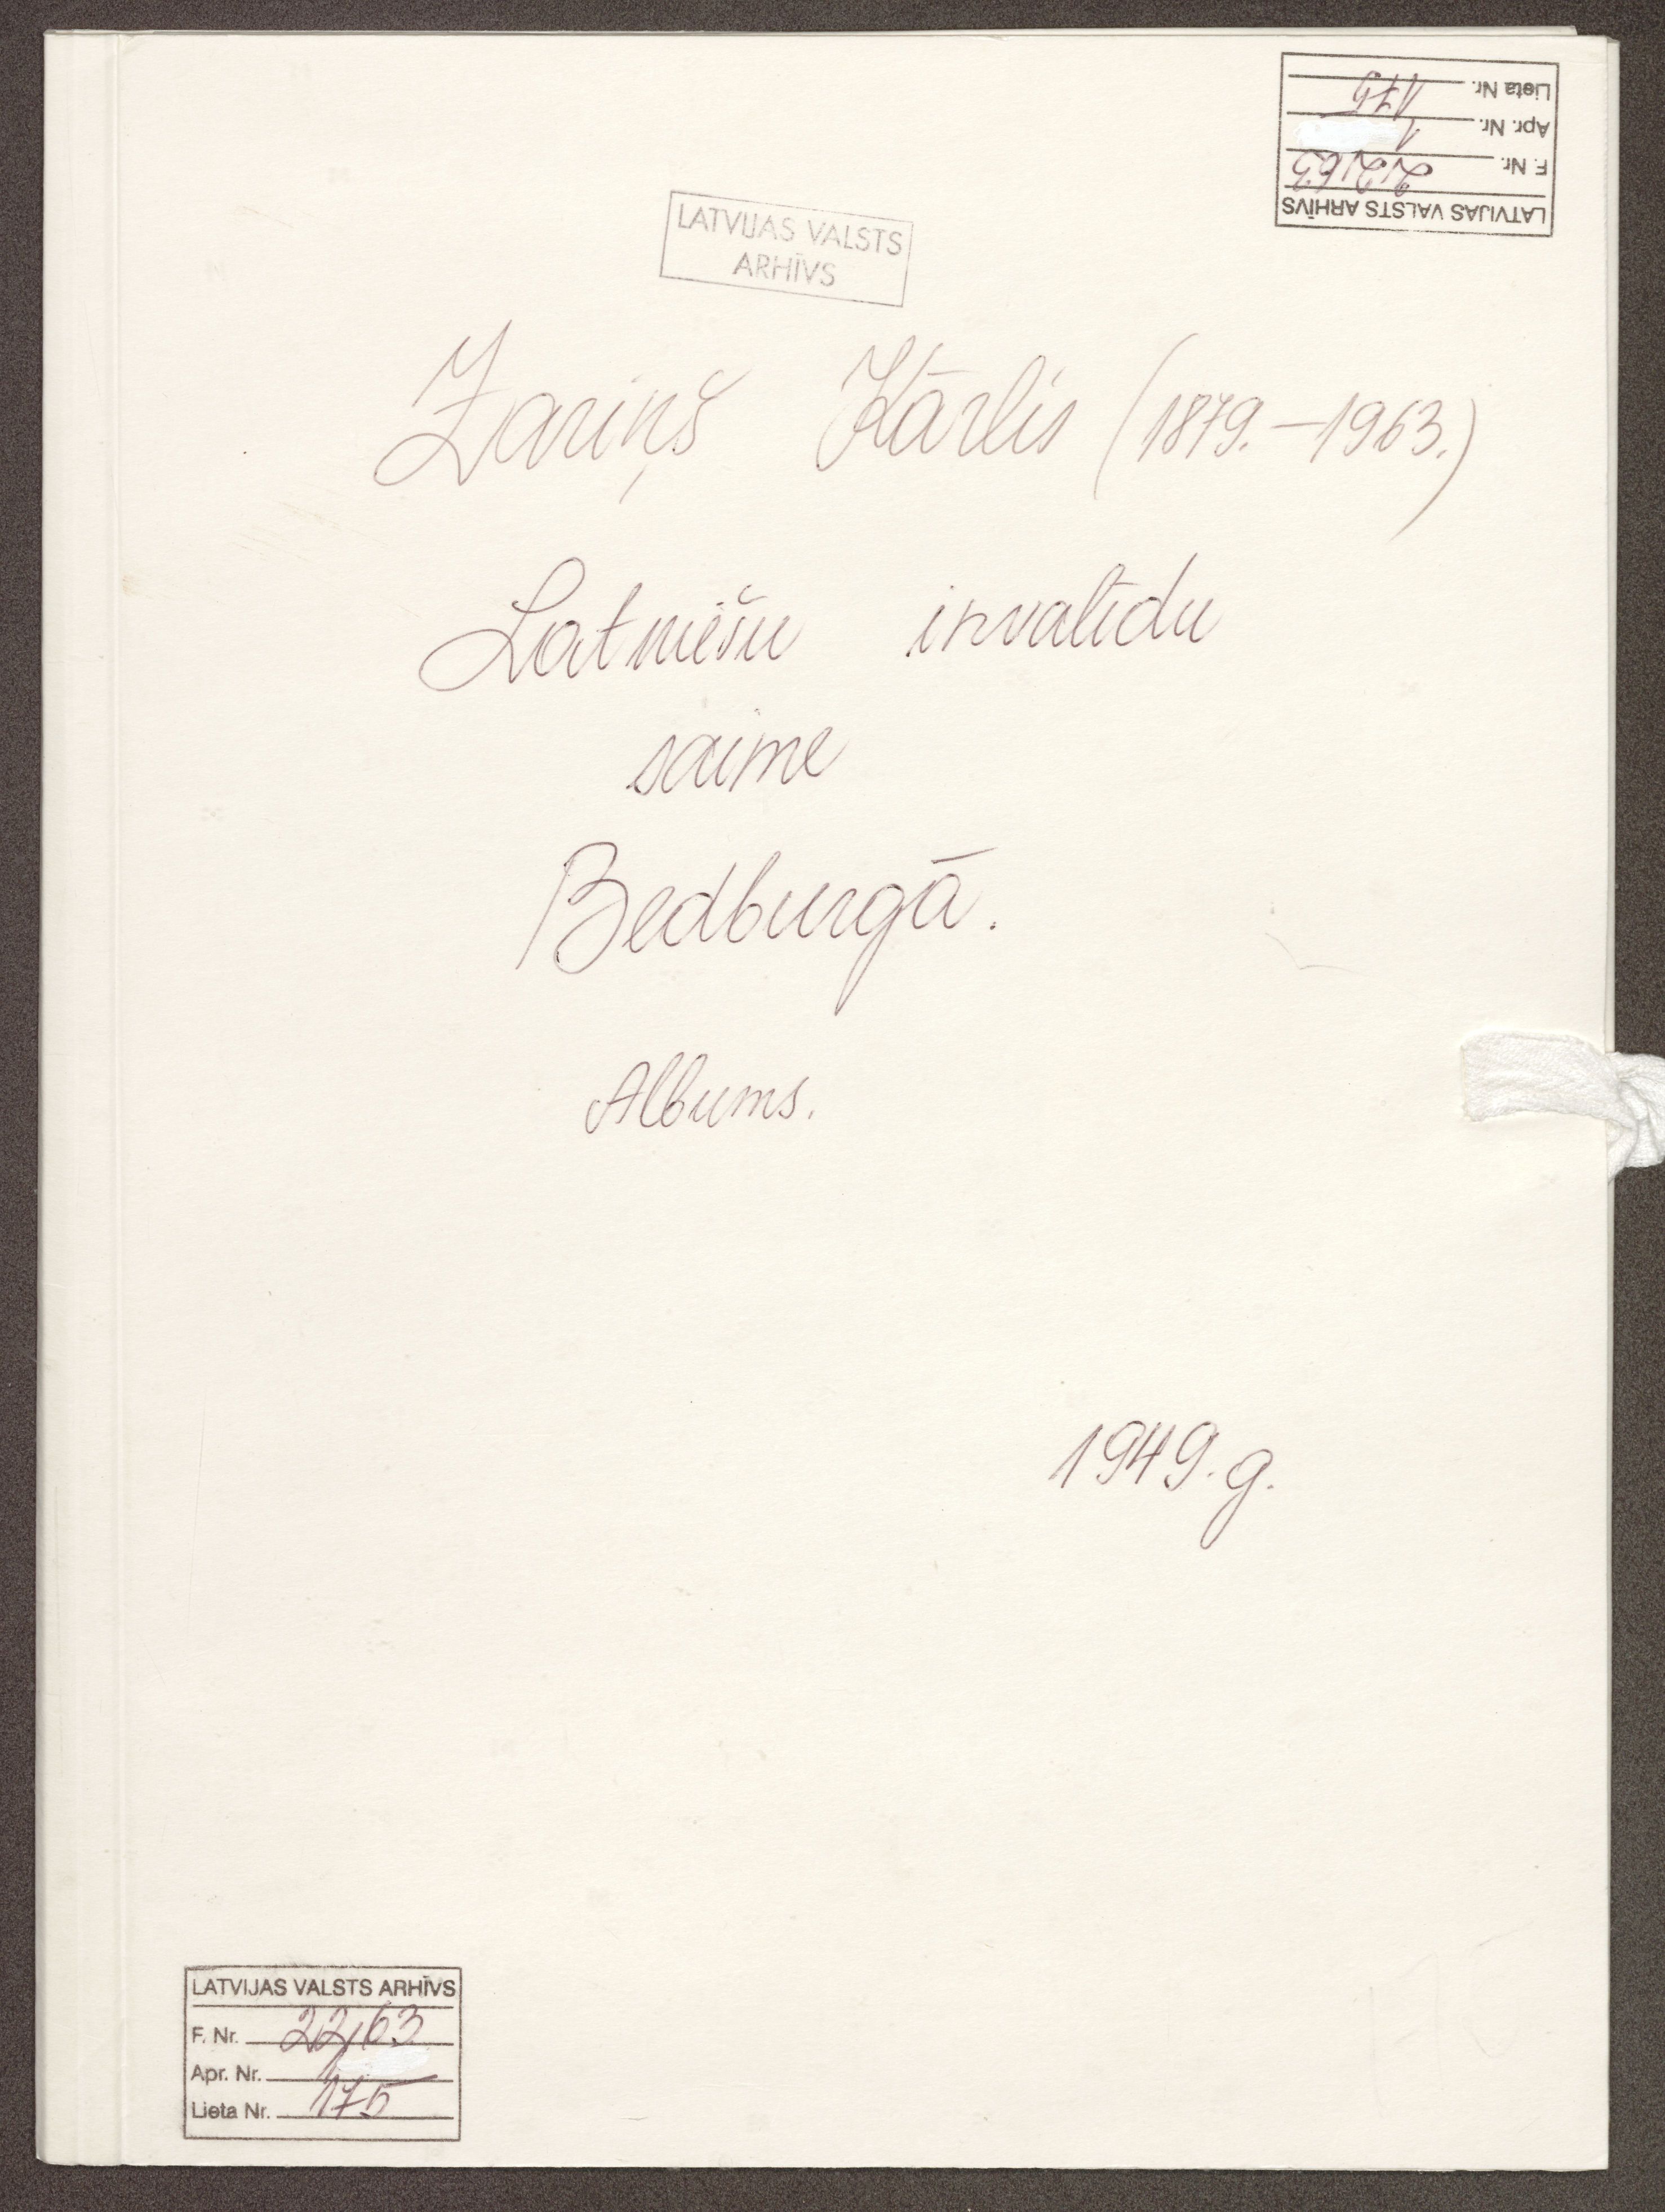 LATVIJAS VALSTS ARHĪVS
F. Nr. 2263
Apr. Nr. 1
Lieta Nr. 175
LATVIJAS VALSTS
ARHĪVS
Zariņš Kārlis (1879.-1963.)
Latviešu invalīdu
saime
Bedburgā.
Albums.
1949. g.
LATVIJAS VALSTS ARHĪVS
F. Nr. 2263
Apr. Nr. 1
Lieta Nr. 175